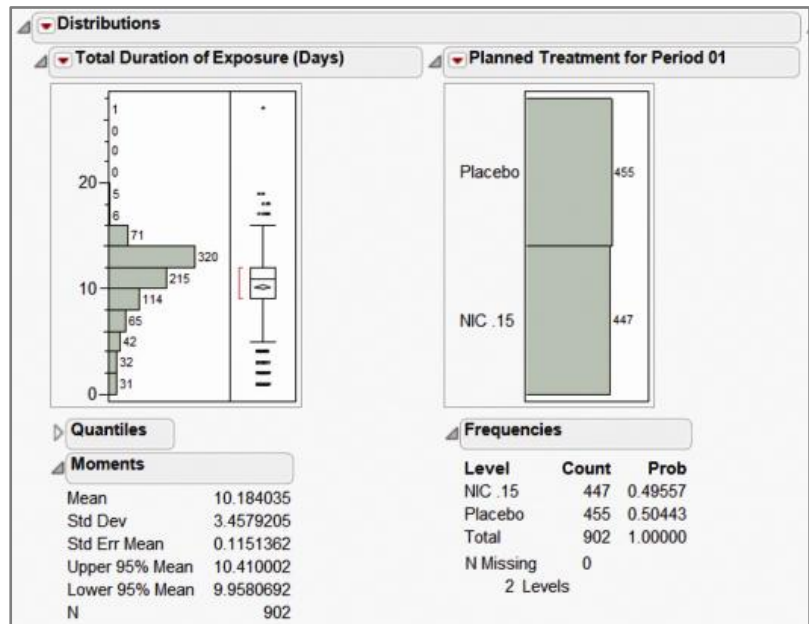 Distributions
Total Duration of Exposure (Days)
1
0
0
0
20
5
6
71
320
215
10
114
65
42
32
0
31
Quantiles
Moments
Mean 10.184035
Std Dev 3.4579205
Std Err Mean 0.1151362
Upper 95% Mean 10.410002
Lower 95% Mean 9.9580692
N 902
Planned Treatment for Period 01
Placebo 455
NIC .15 447
Frequencies
Level Count Prob
NIC .15 447 0.49557
Placebo 455 0.50443
Total 902 1.00000
N Missing 0
2 Levels